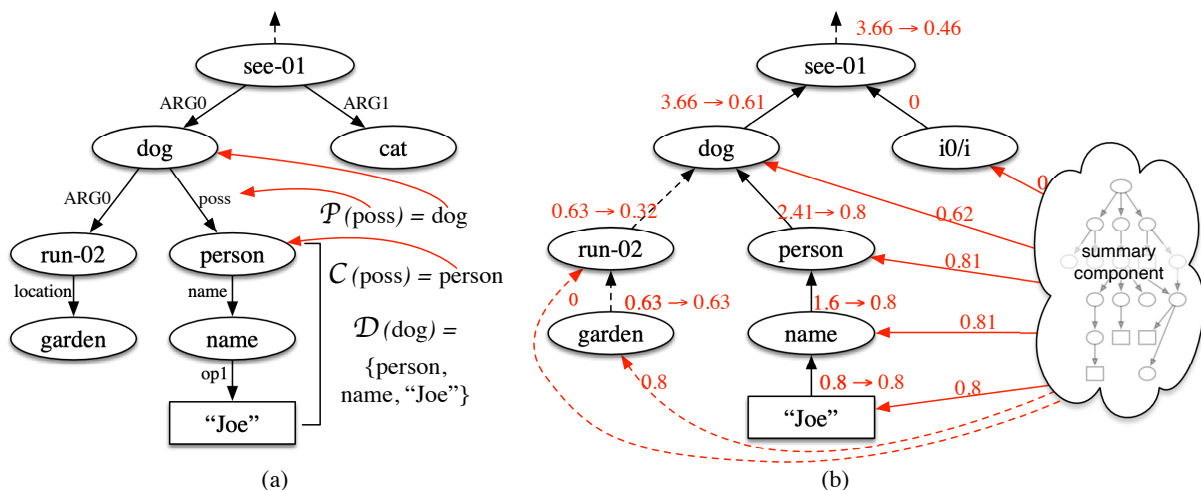 see-01
ARG0
ARG1
dog
cat
ARG0
poss
P(poss) = dog
run-02
person
C(poss) = person
location
name
garden
name
D(dog) =
{person,
name, “Joe”}
op1
“Joe”
(a)
3.66 → 0.46
see-01
3.66 → 0.61
0
dog
i0/i
0
0.63 → 0.32
2.41 → 0.8
0.62
run-02
person
summary
component
0.81
0
0.63 → 0.63
1.6 → 0.8
garden
name
0.81
0.8
0.8 → 0.8
0.8
“Joe”
(b)